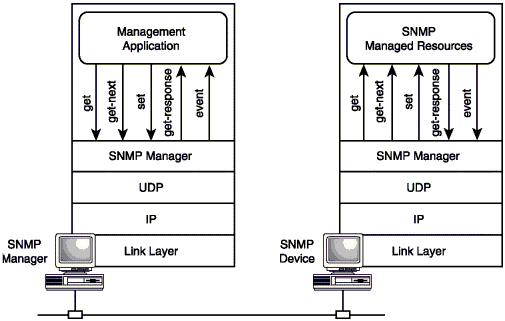 Management
Application
get
get-next
set
get-response
event
SNMP Manager
UDP
IP
Link Layer
SNMP
Manager
SNMP
Managed Resources
get
get-next
set
get-response
event
SNMP Manager
UDP
IP
Link Layer
SNMP
Device